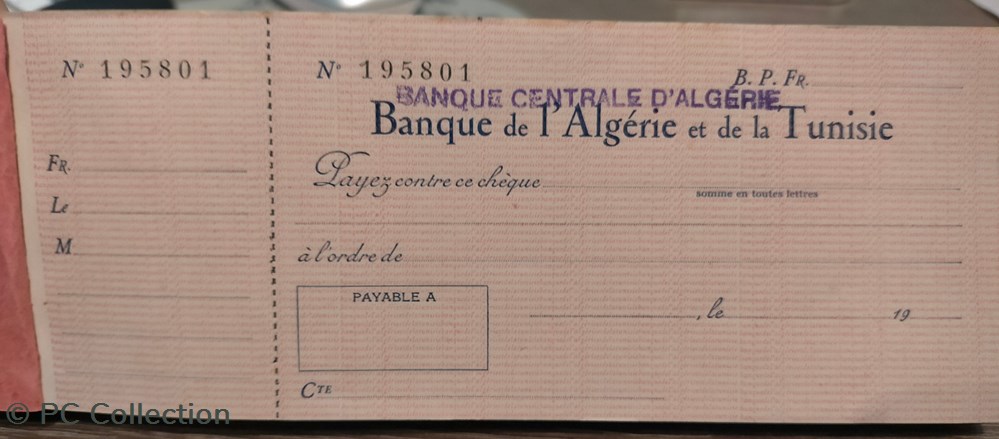 Nº 195801
FR.
Le
M
Nº 195801
B. P. FR.
BANQUE CENTRALE D'ALGÉRIE
Banque de l'Algérie et de la Tunisie
Payez contre ce chèque
somme en toutes lettres
à l'ordre de
PAYABLE A
, le 19
CTE
© PC Collection